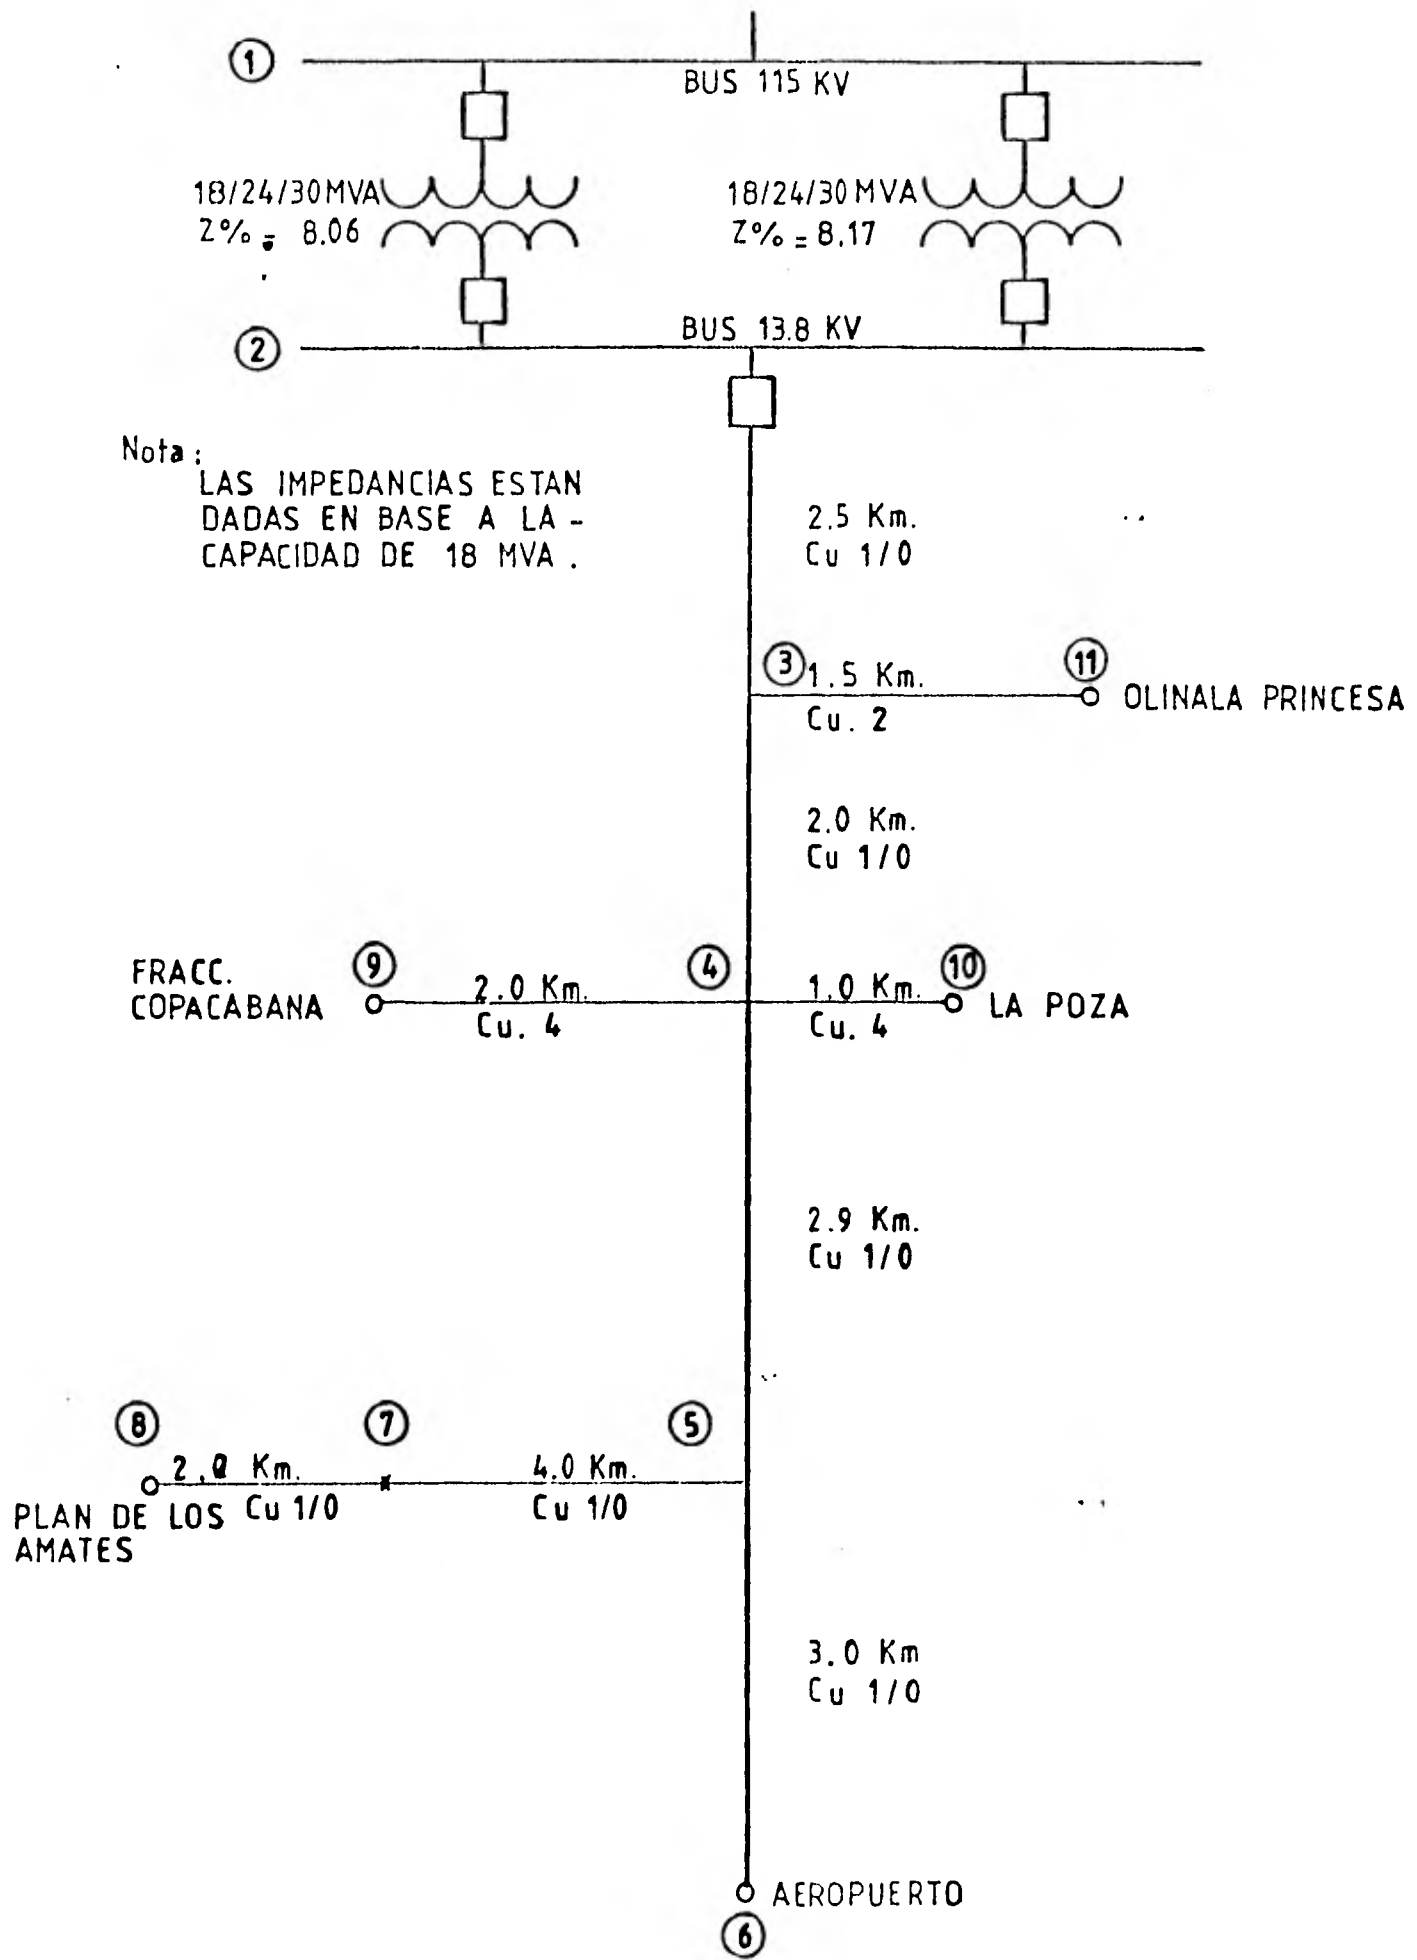 1
BUS 115 KV
18/24/30 MVA
Z% = 8.06
18/24/30 MVA
Z% = 8.17
2
BUS 13.8 KV
Nota:
LAS IMPEDANCIAS ESTAN
DADAS EN BASE A LA -
CAPACIDAD DE 18 MVA .
2.5 Km.
Cu 1/0
3
1.5 Km.
Cu. 2
11
OLINALA PRINCESA
2.0 Km.
Cu 1/0
FRACC.
COPACABANA
9
2.0 Km.
Cu. 4
4
1.0 Km.
Cu. 4
10
LA POZA
2.9 Km.
Cu 1/0
8
7
5
2.0 Km.
Cu 1/0
4.0 Km.
Cu 1/0
PLAN DE LOS
AMATES
3.0 Km
Cu 1/0
AEROPUERTO
6